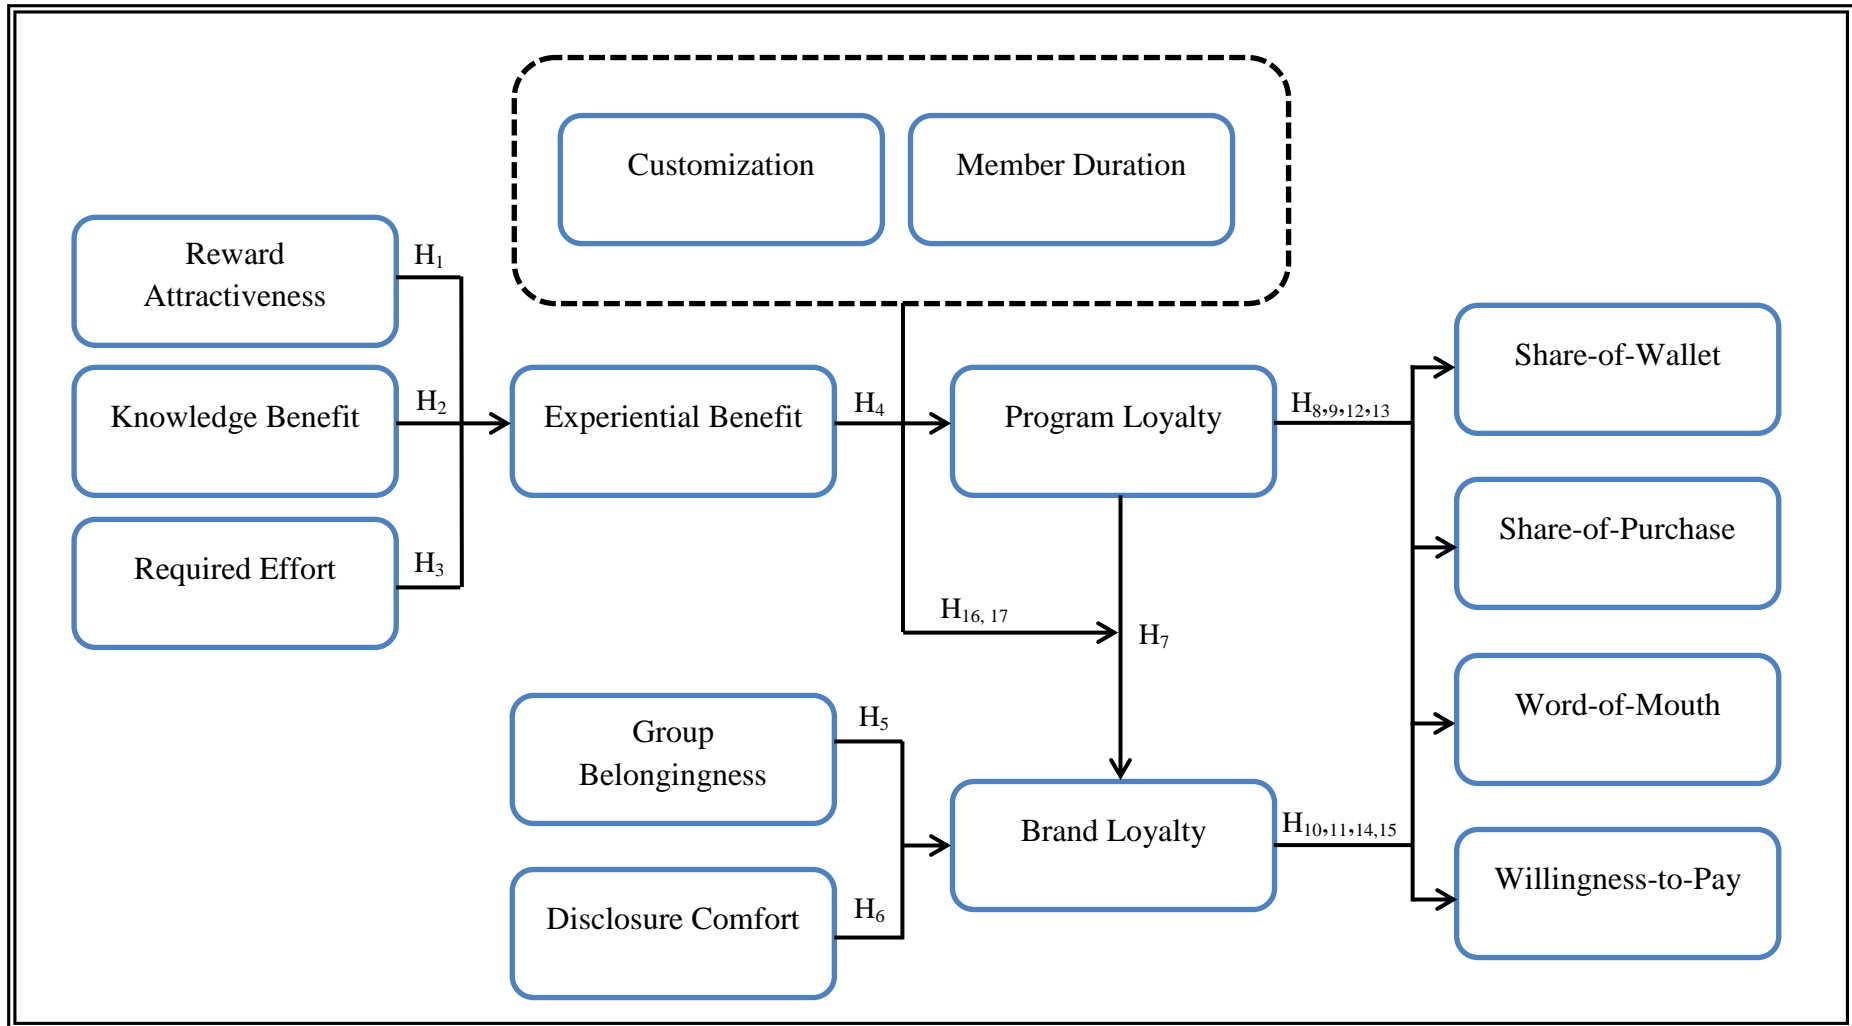 Customization
Member Duration
Reward
Attractiveness
H1
Knowledge Benefit
H2
Required Effort
H3
Experiential Benefit
H4
Program Loyalty
H8,9,12,13
Share-of-Wallet
Share-of-Purchase
H16, 17
H7
Group
Belongingness
H5
Disclosure Comfort
H6
Brand Loyalty
H10,11,14,15
Word-of-Mouth
Willingness-to-Pay